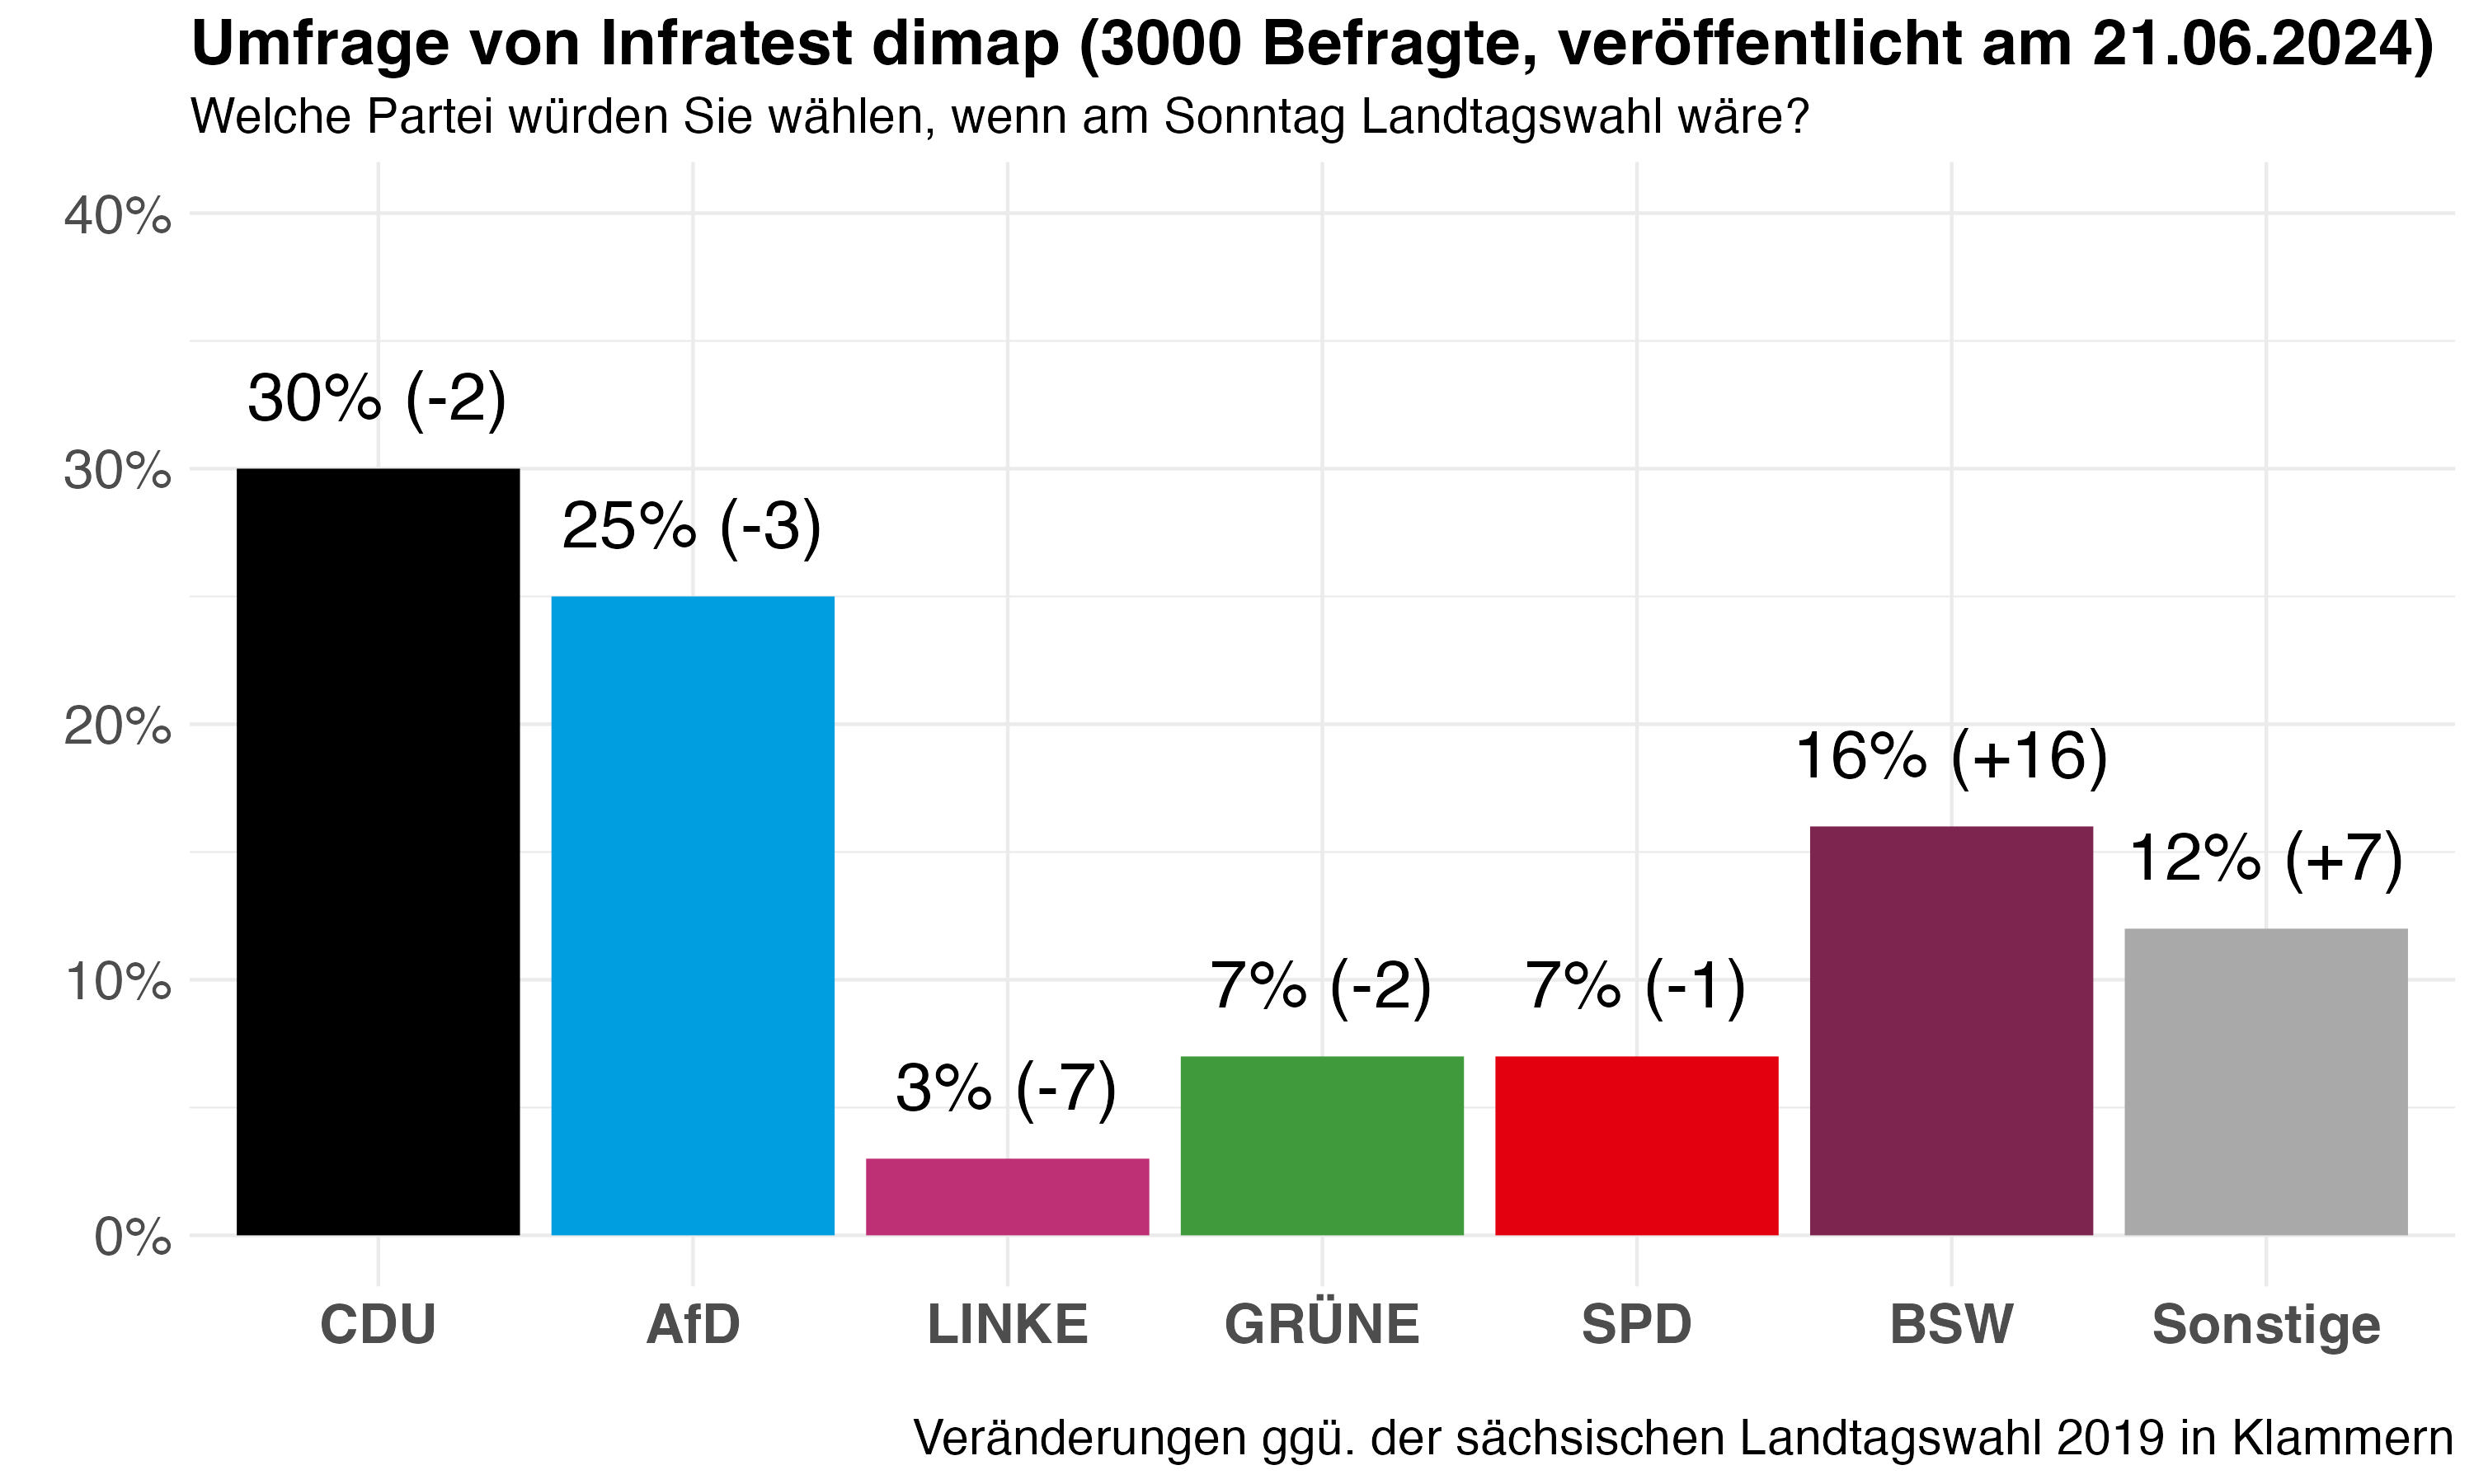 Umfrage von Infratest dimap (3000 Befragte, veröffentlicht am 21.06.2024)
Welche Partei würden Sie wählen, wenn am Sonntag Landtagswahl wäre?
40%
30%
20%
10%
0%
30% (-2)
25% (-3)
3% (-7)
7% (-2)
7% (-1)
16% (+16)
12% (+7)
CDU
AfD
LINKE
GRÜNE
SPD
BSW
Sonstige
Veränderungen ggü. der sächsischen Landtagswahl 2019 in Klammern